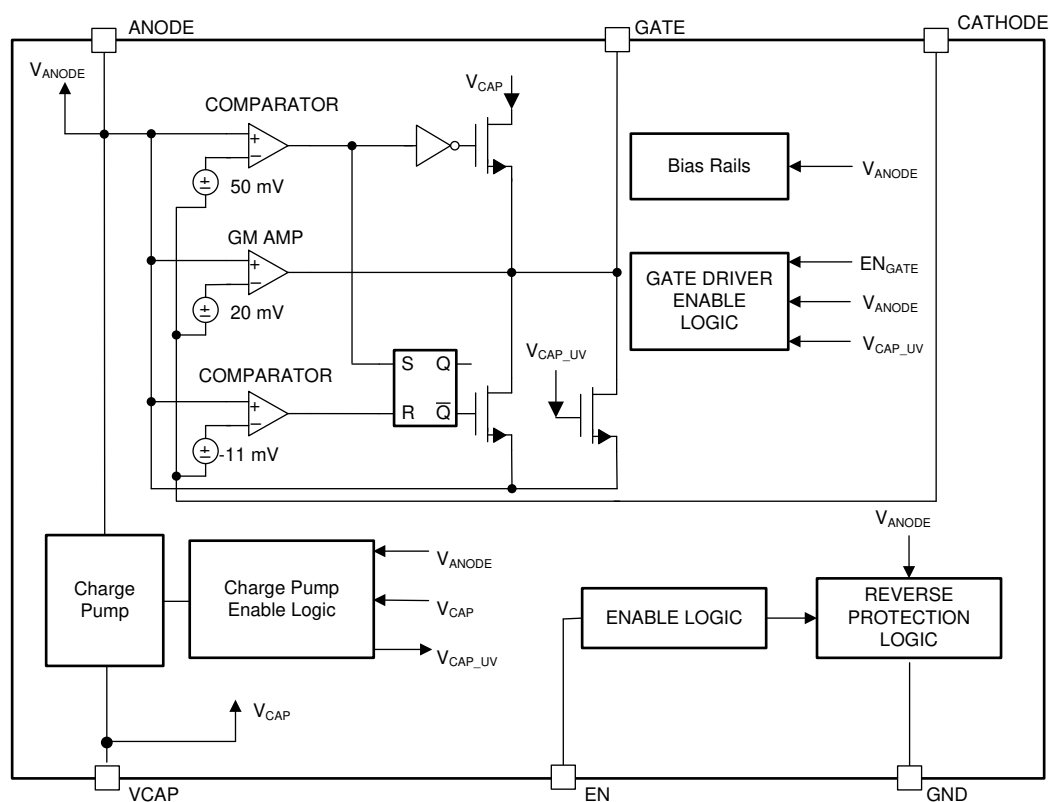 ANODE
GATE
CATHODE
VANODE
COMPARATOR
VCAP
+
−
±
50 mV
Bias Rails
VANODE
GM AMP
+
−
±
20 mV
GATE DRIVER
ENABLE
LOGIC
ENGATE
VANODE
VCAP_UV
COMPARATOR
+
−
±
-11 mV
S Q
R Q̅
VCAP_UV
Charge
Pump
Charge Pump
Enable Logic
VANODE
VCAP
VCAP_UV
VCAP
ENABLE LOGIC
VANODE
REVERSE
PROTECTION
LOGIC
VCAP
EN
GND